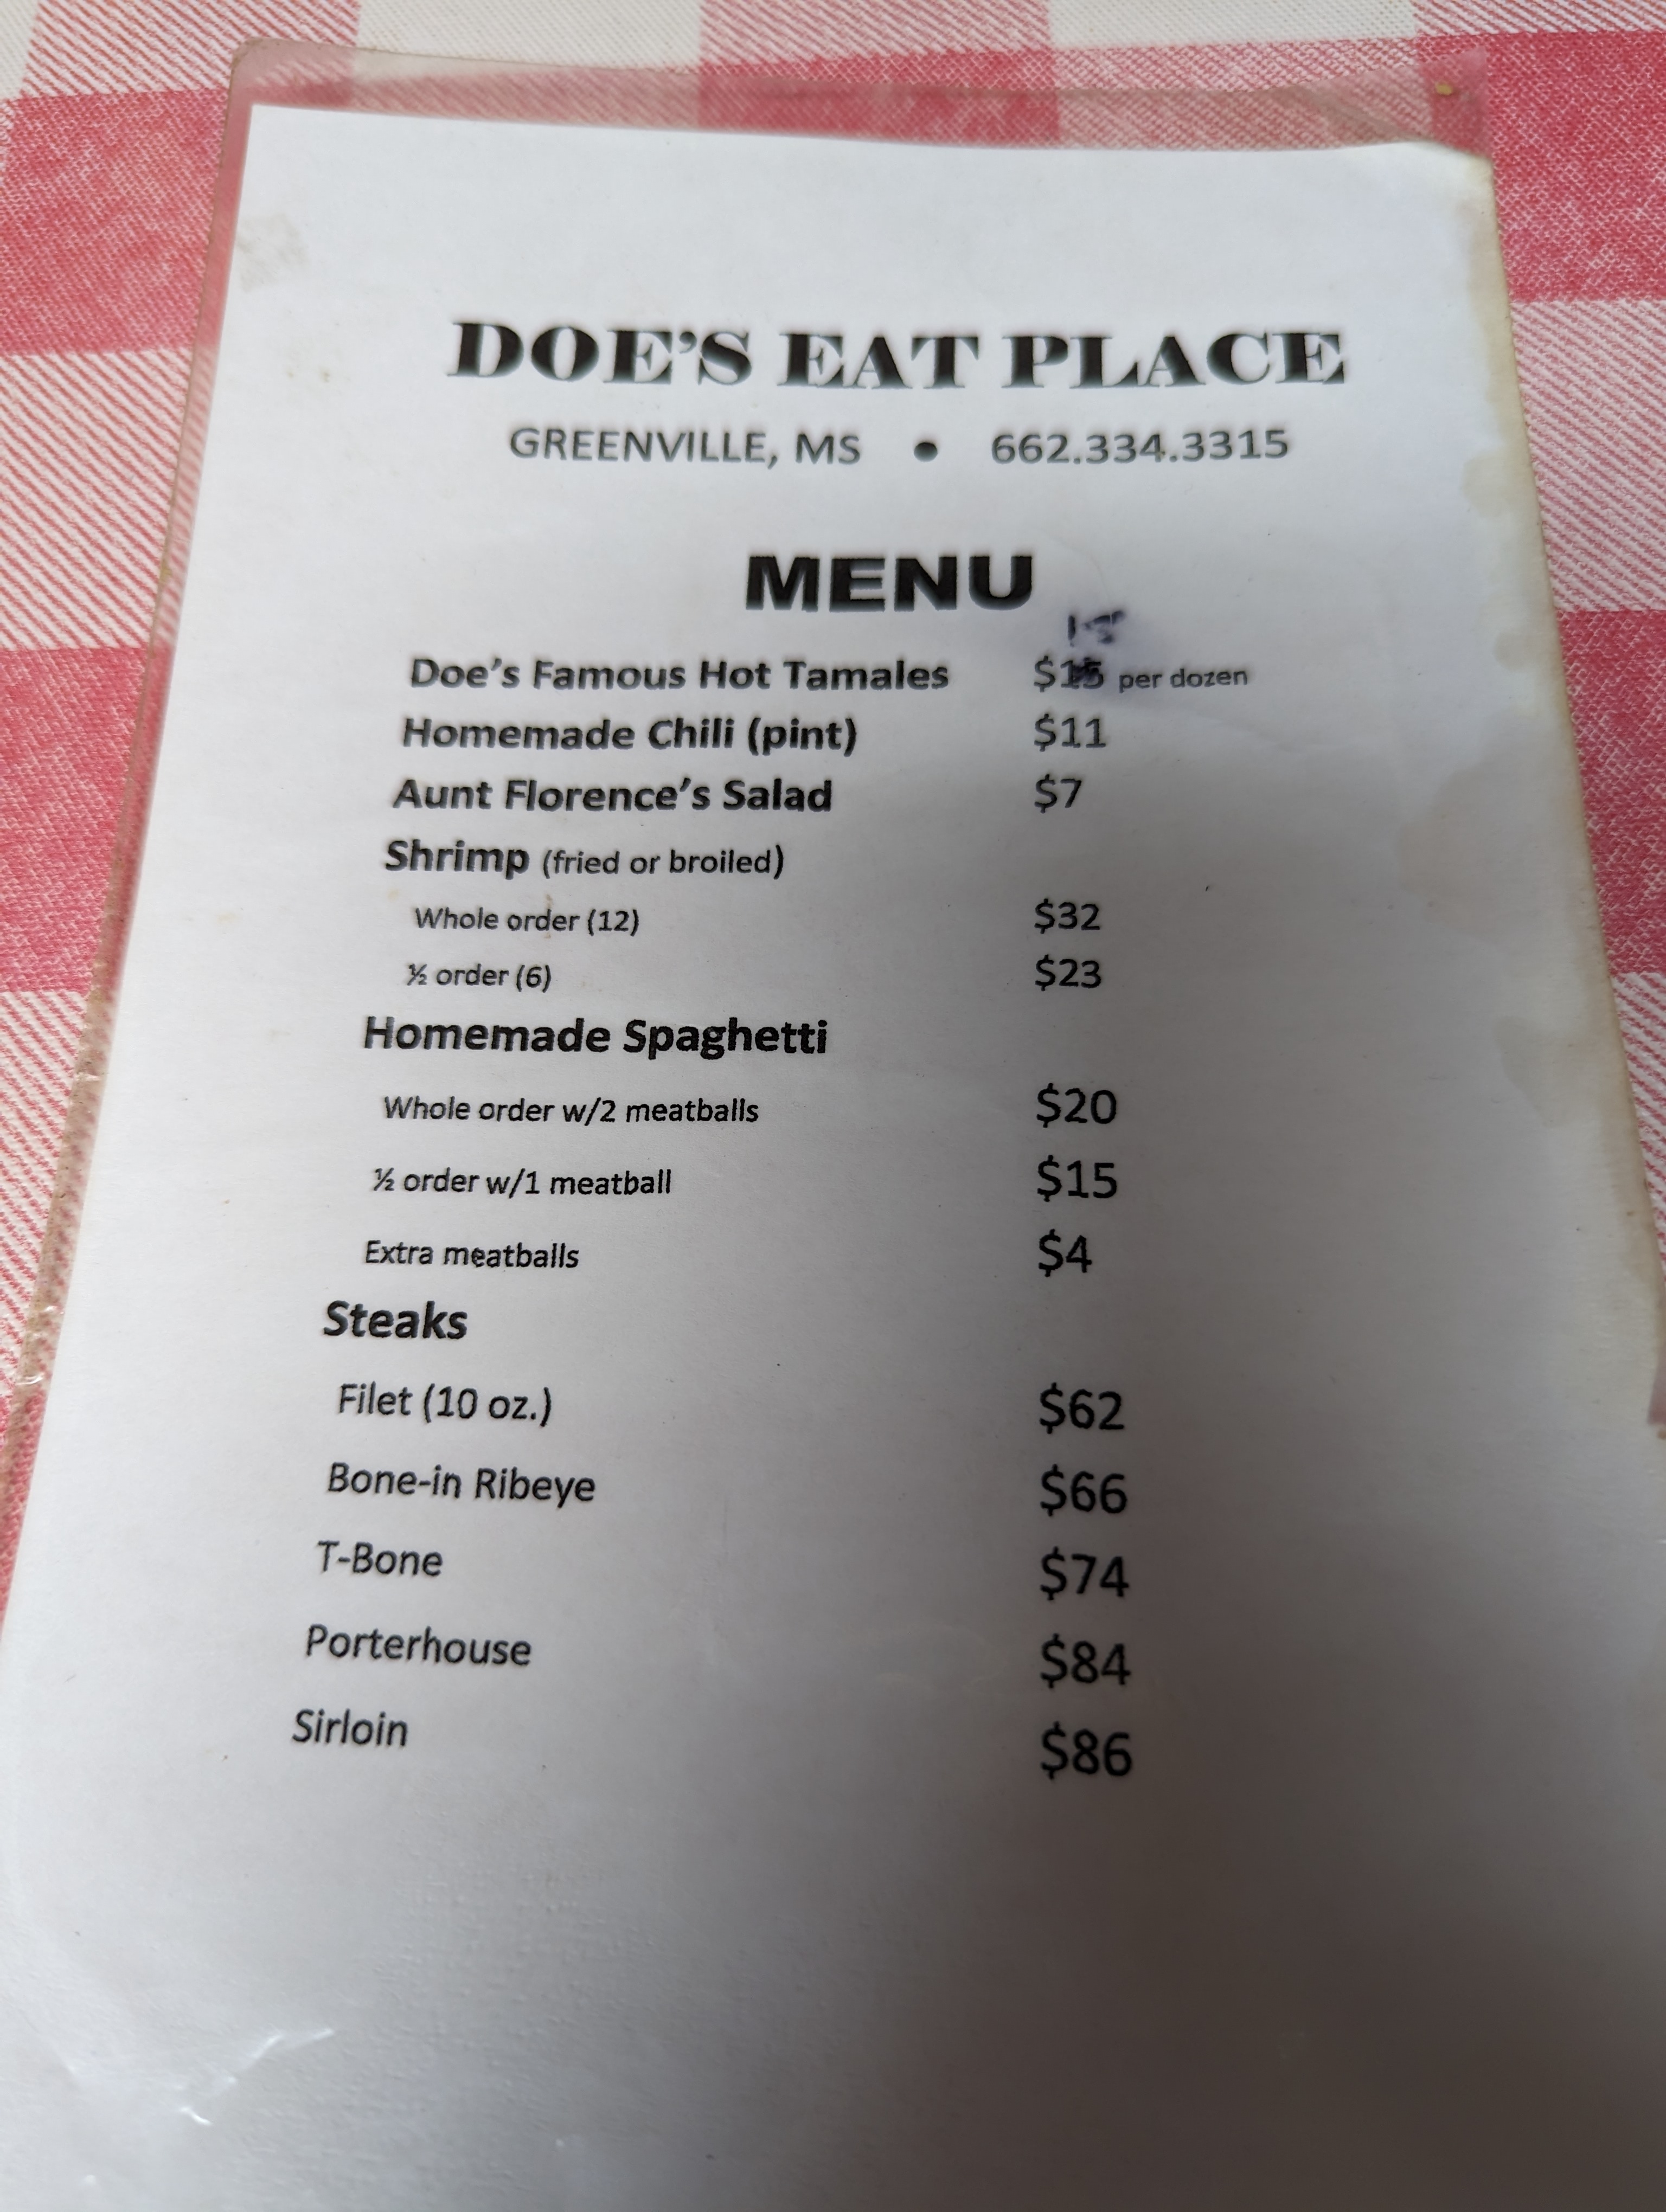 DOE'S EAT PLACE
GREENVILLE, MS • 662.334.3315
MENU
Doe's Famous Hot Tamales $15 per dozen
Homemade Chili (pint) $11
Aunt Florence's Salad $7
Shrimp (fried or broiled)
Whole order (12) $32
½ order (6) $23
Homemade Spaghetti
Whole order w/2 meatballs $20
½ order w/1 meatball $15
Extra meatballs $4
Steaks
Filet (10 oz.) $62
Bone-in Ribeye $66
T-Bone $74
Porterhouse $84
Sirloin $86